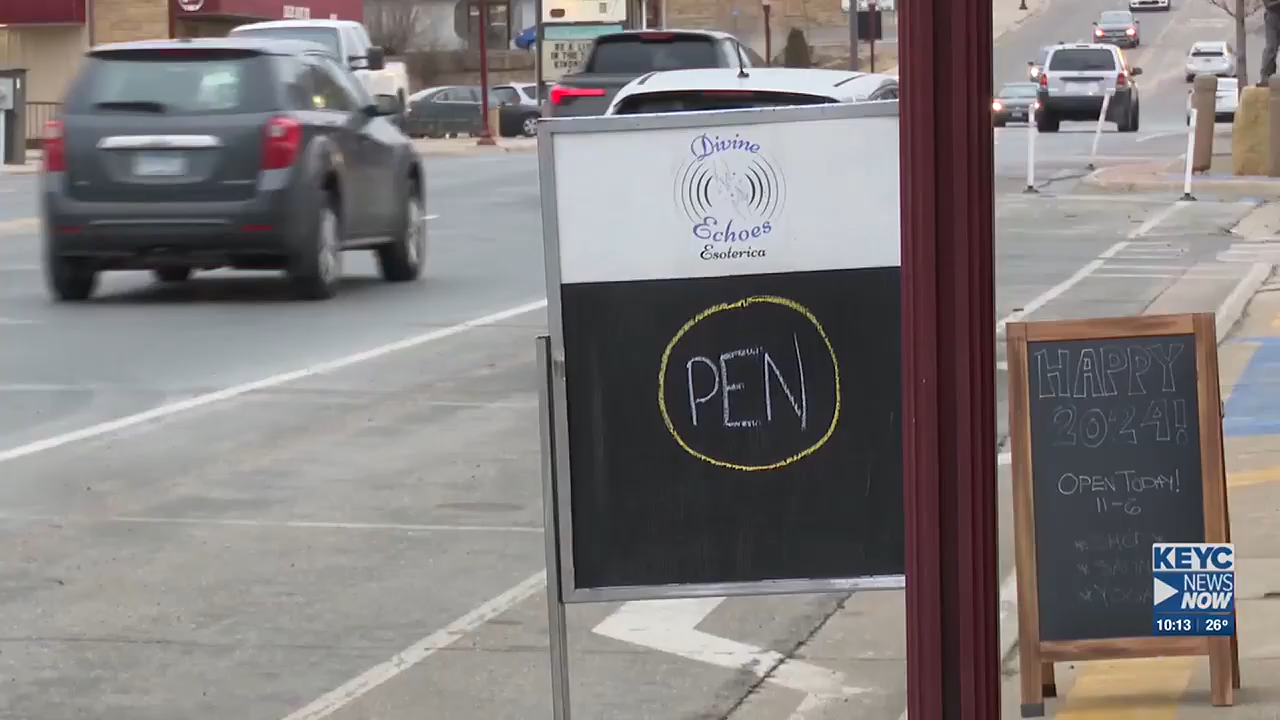 Divine
Echoes
Esoterica
PEN
HAPPY
2024!
OPEN TODAY!
11-6
KEYC
NEWS
NOW
10:13 26°